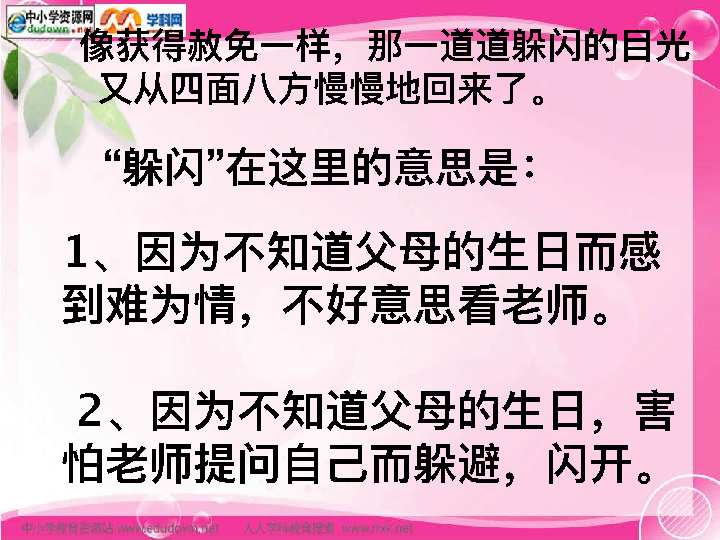 中小学资源网 学科网
edudown.net
像获得赦免一样，那一道道躲闪的目光
又从四面八方慢慢地回来了。
“躲闪”在这里的意思是：
1、因为不知道父母的生日而感
到难为情，不好意思看老师。
2、因为不知道父母的生日，害
怕老师提问自己而躲避，闪开。
中小学教育资源站 www.edudown.net 人人学科教育搜索 www.rrxk.net